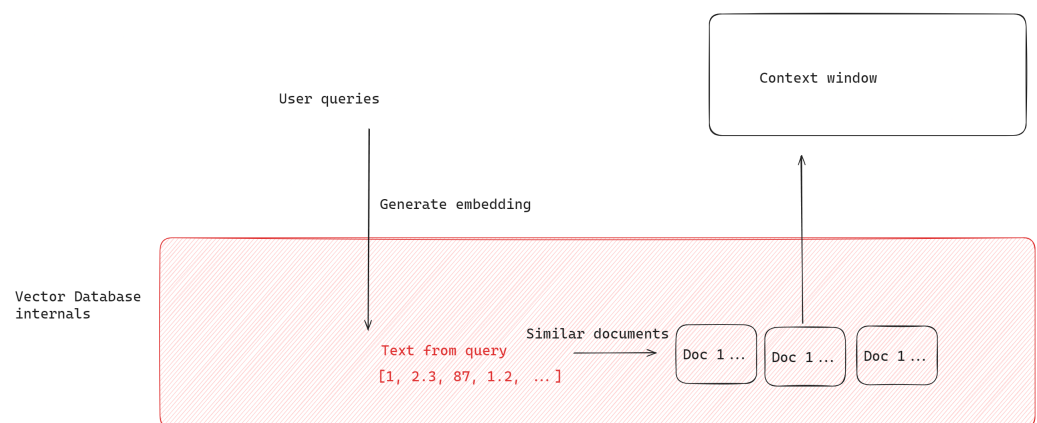 Context window
User queries
Generate embedding
Vector Database
internals
Similar documents
Text from query
[1, 2.3, 87, 1.2, ...]
Doc 1...
Doc 1...
Doc 1...